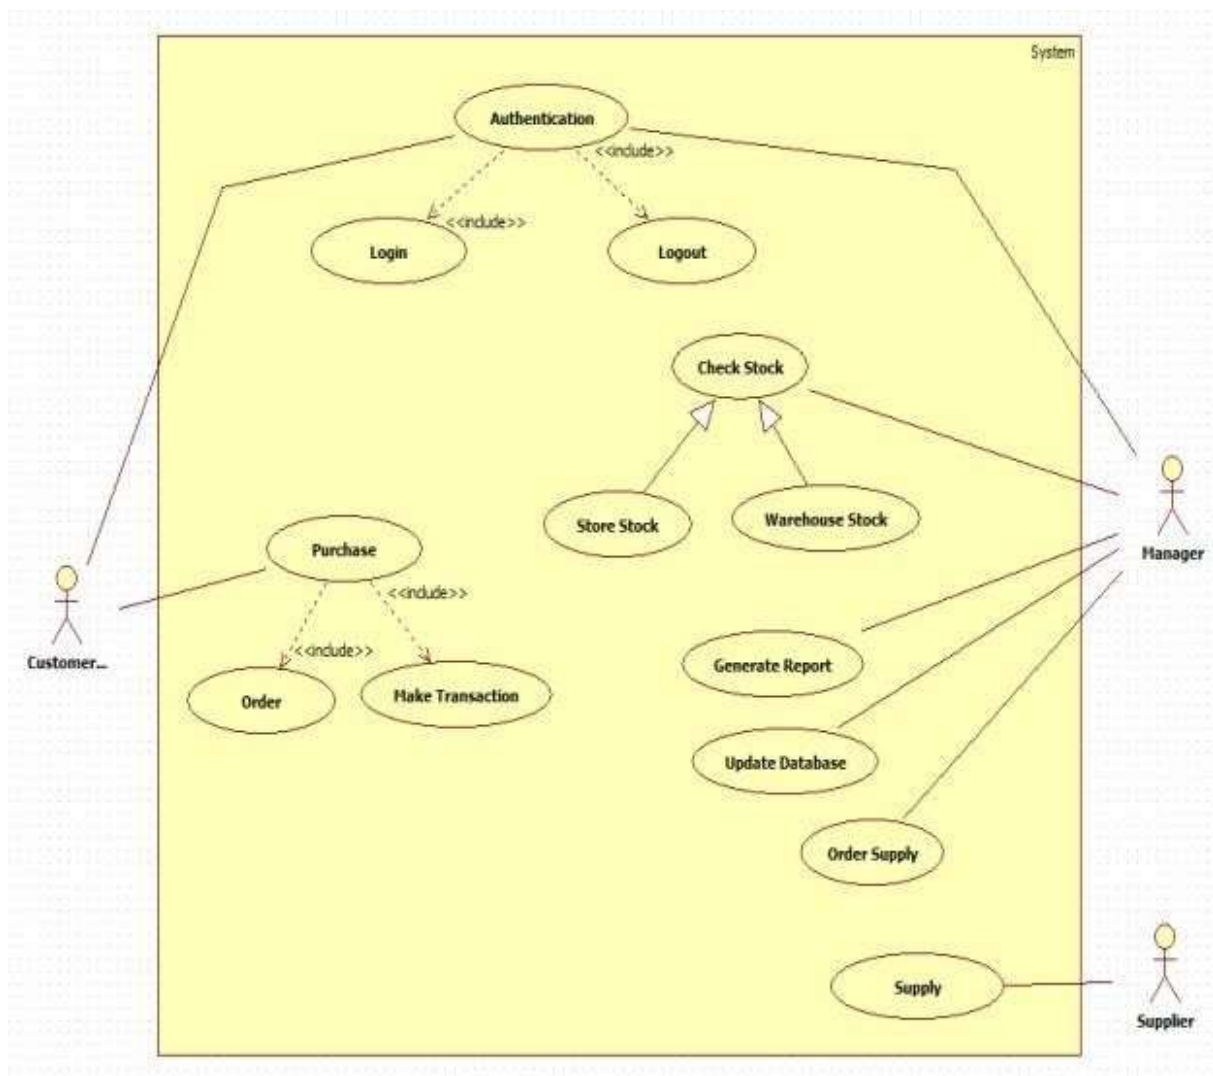 System
Authentication
<<include>>
<<include>>
Login
Logout
Check Stock
Store Stock
Warehouse Stock
Manager
Purchase
<<include>>
Customer...
<<include>>
Order
Make Transaction
Generate Report
Update Database
Order Supply
Supply
Supplier